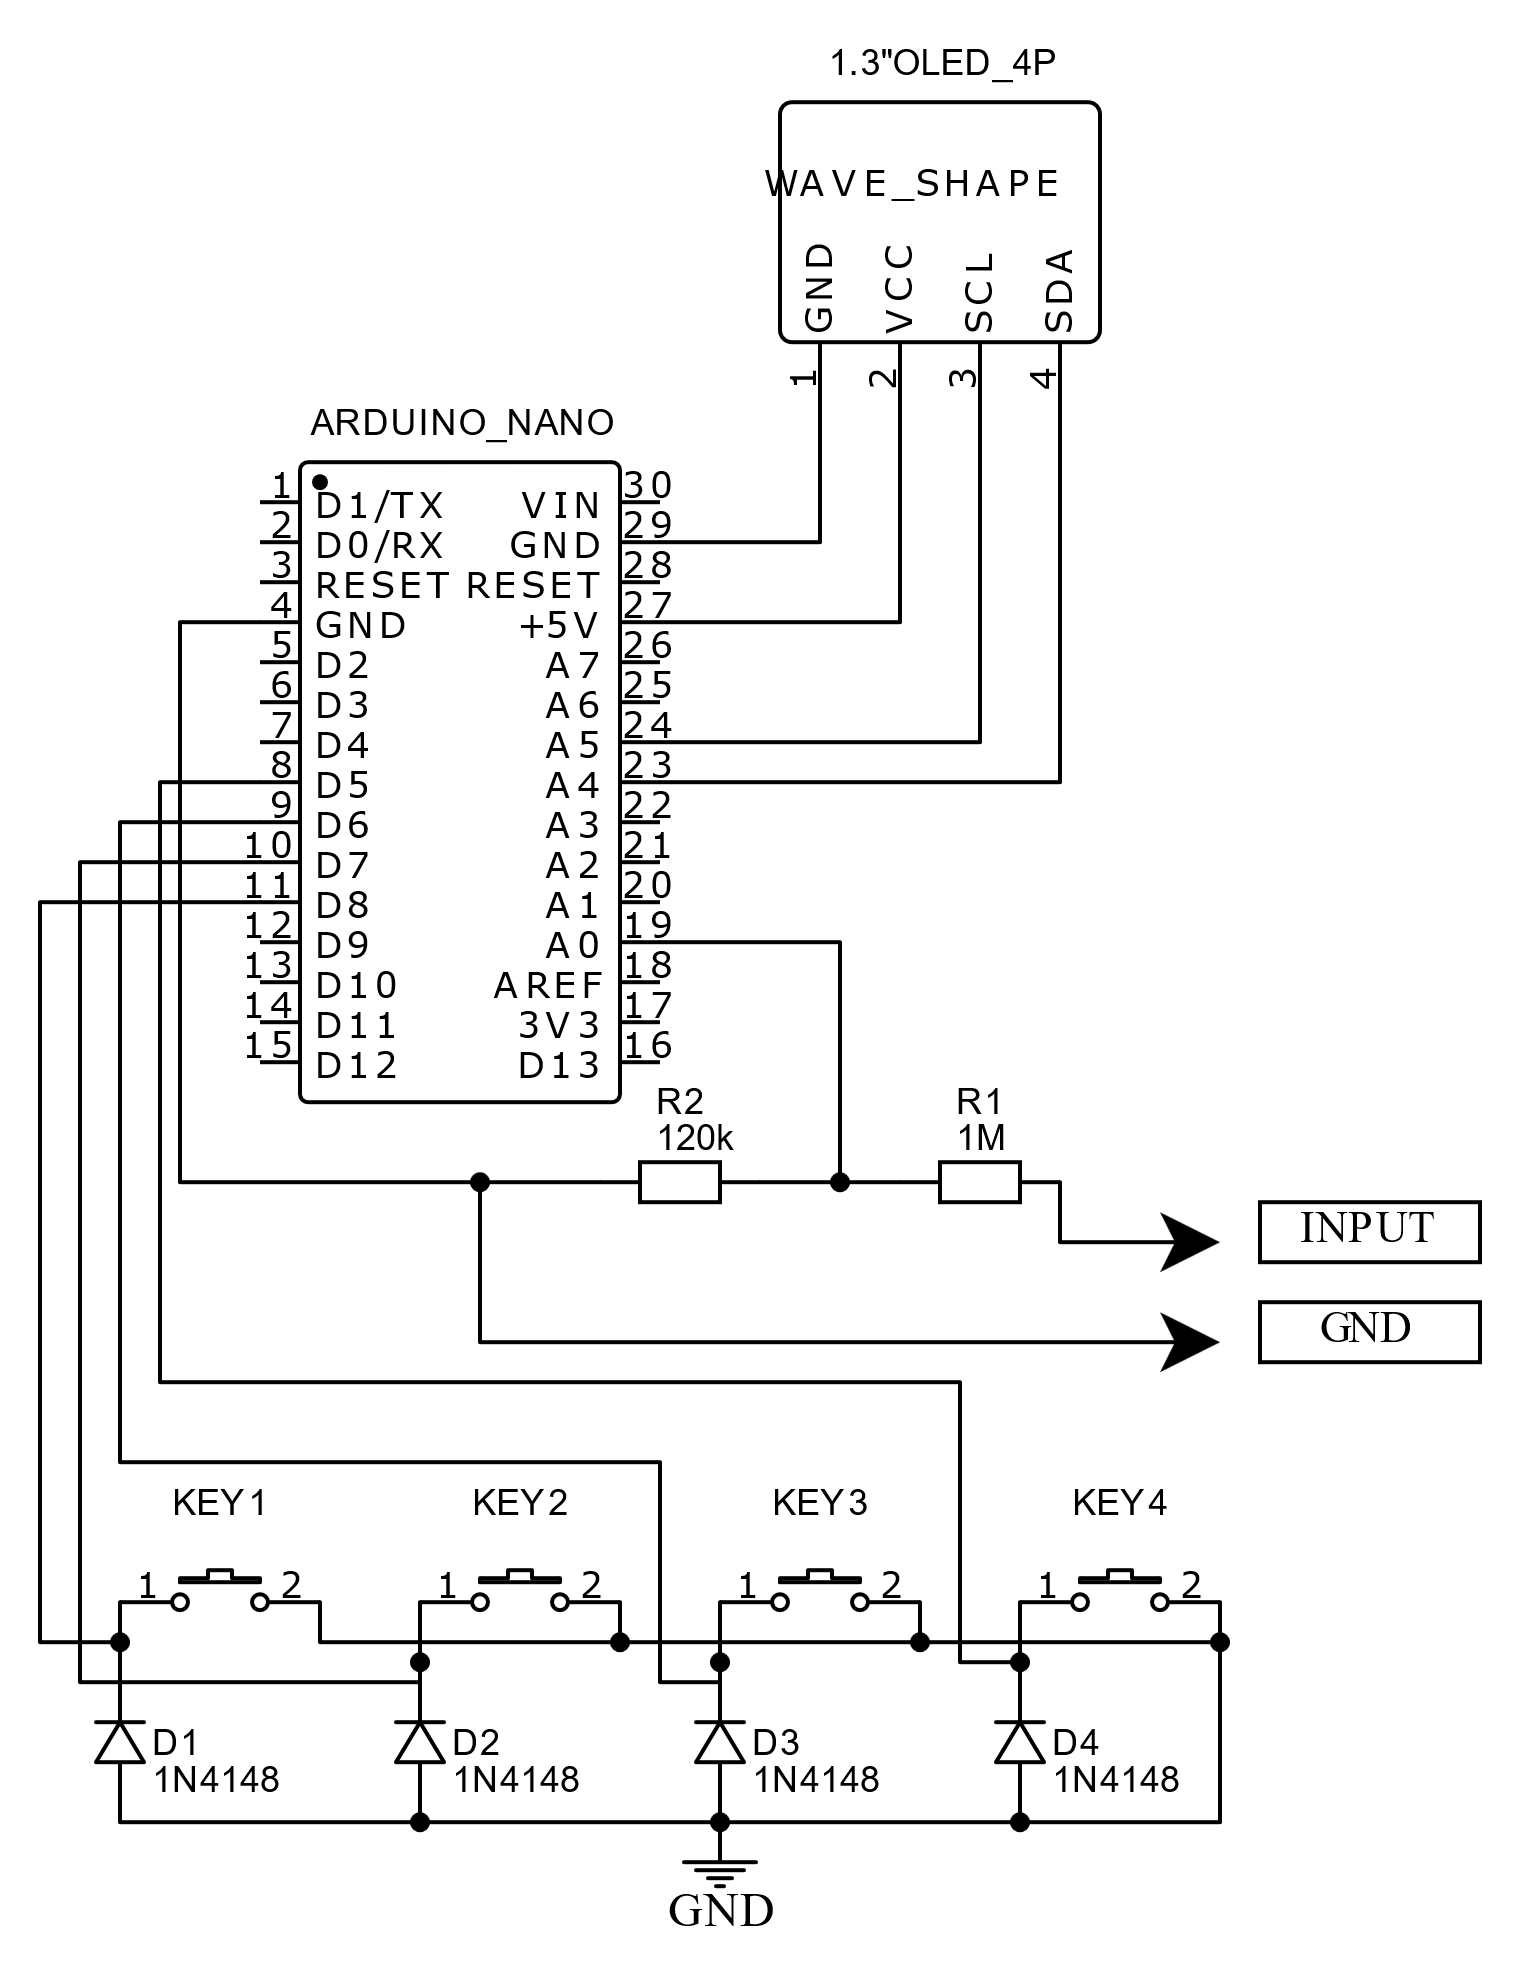 1.3"OLED_4P
WAVE_SHAPE
GND VCC SCL SDA
1 2 3 4
ARDUINO_NANO
1 D1/TX VIN 30
2 D0/RX GND 29
3 RESET RESET 28
4 GND +5V 27
5 D2 A7 26
6 D3 A6 25
7 D4 A5 24
8 D5 A4 23
9 D6 A3 22
10 D7 A2 21
11 D8 A1 20
12 D9 A0 19
13 D10 AREF 18
14 D11 3V3 17
15 D12 D13 16
R2 R1
120k 1M
INPUT
GND
KEY1 KEY2 KEY3 KEY4
1 2 1 2 1 2 1 2
D1 D2 D3 D4
1N4148 1N4148 1N4148 1N4148
GND